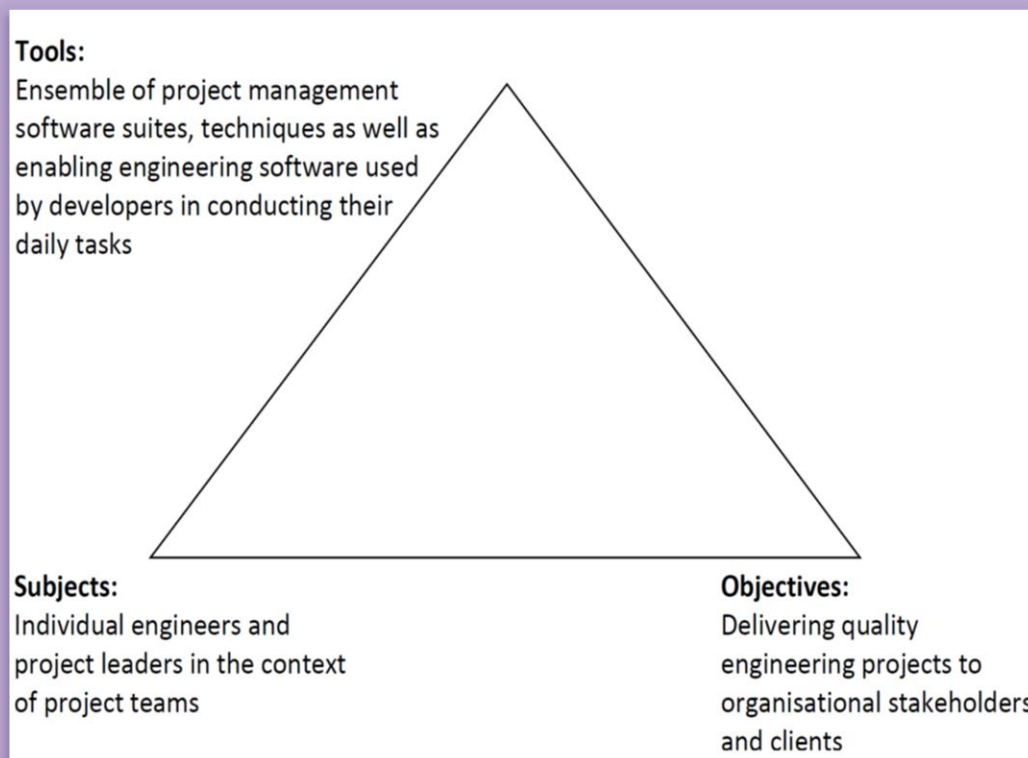 Tools:
Ensemble of project management
software suites, techniques as well as
enabling engineering software used
by developers in conducting their
daily tasks
Subjects:
Individual engineers and
project leaders in the context
of project teams
Objectives:
Delivering quality
engineering projects to
organisational stakeholders
and clients